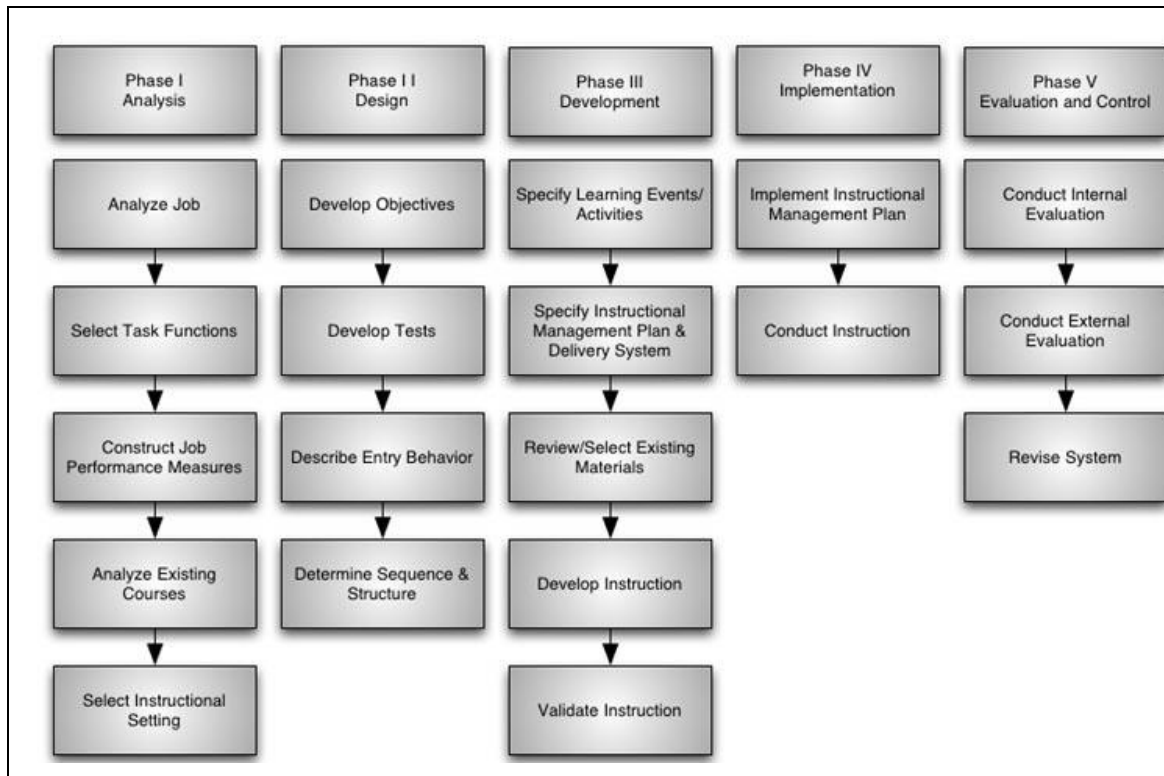 Phase I
Analysis
Phase I I
Design
Phase III
Development
Phase IV
Implementation
Phase V
Evaluation and Control
Analyze Job
Develop Objectives
Specify Learning Events/
Activities
Implement Instructional
Management Plan
Conduct Internal
Evaluation
Select Task Functions
Develop Tests
Specify Instructional
Management Plan &
Delivery System
Conduct Instruction
Conduct External
Evaluation
Construct Job
Performance Measures
Describe Entry Behavior
Review/Select Existing
Materials
Revise System
Analyze Existing
Courses
Determine Sequence &
Structure
Develop Instruction
Select Instructional
Setting
Validate Instruction